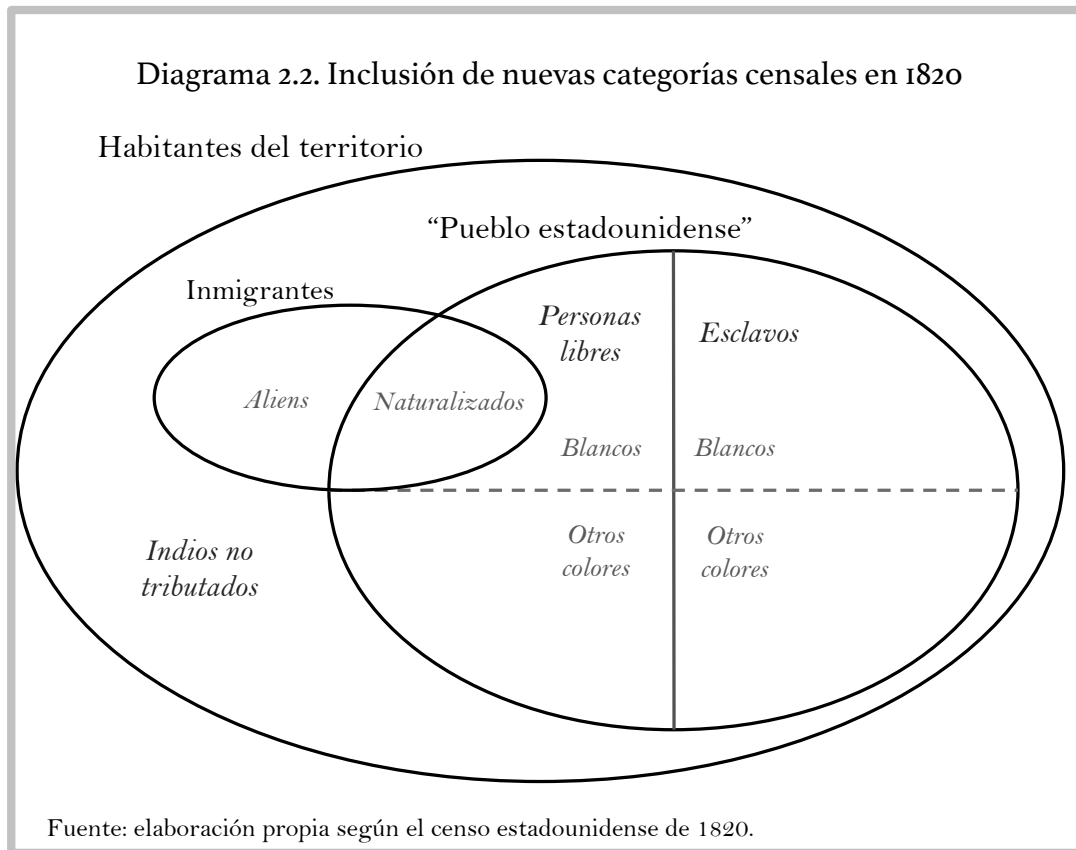 Diagrama 2.2. Inclusión de nuevas categorías censales en 1820
Habitantes del territorio
“Pueblo estadounidense”
Inmigrantes
Personas
libres
Esclavos
Aliens
Naturalizados
Blancos
Blancos
Indios no
tributados
Otros
colores
Otros
colores
Fuente: elaboración propia según el censo estadounidense de 1820.